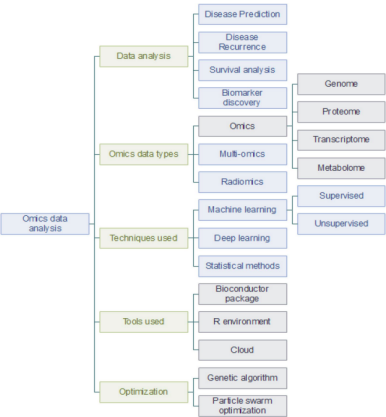 Omics data
analysis
Data analysis
Disease Prediction
Disease
Recurrence
Survival analysis
Biomarker
discovery
Omics data types
Omics
Genome
Proteome
Transcriptome
Metabolome
Multi-omics
Radiomics
Techniques used
Machine learning
Supervised
Unsupervised
Deep learning
Statistical methods
Tools used
Bioconductor
package
R environment
Cloud
Optimization
Genetic algorithm
Particle swarm
optimization